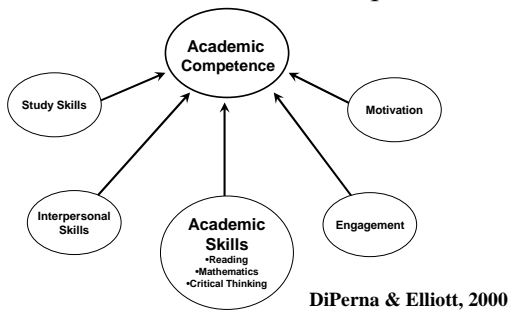 Academic
Competence
Study Skills
Motivation
Interpersonal
Skills
Academic
Skills
•Reading
•Mathematics
•Critical Thinking
Engagement
DiPerna & Elliott, 2000